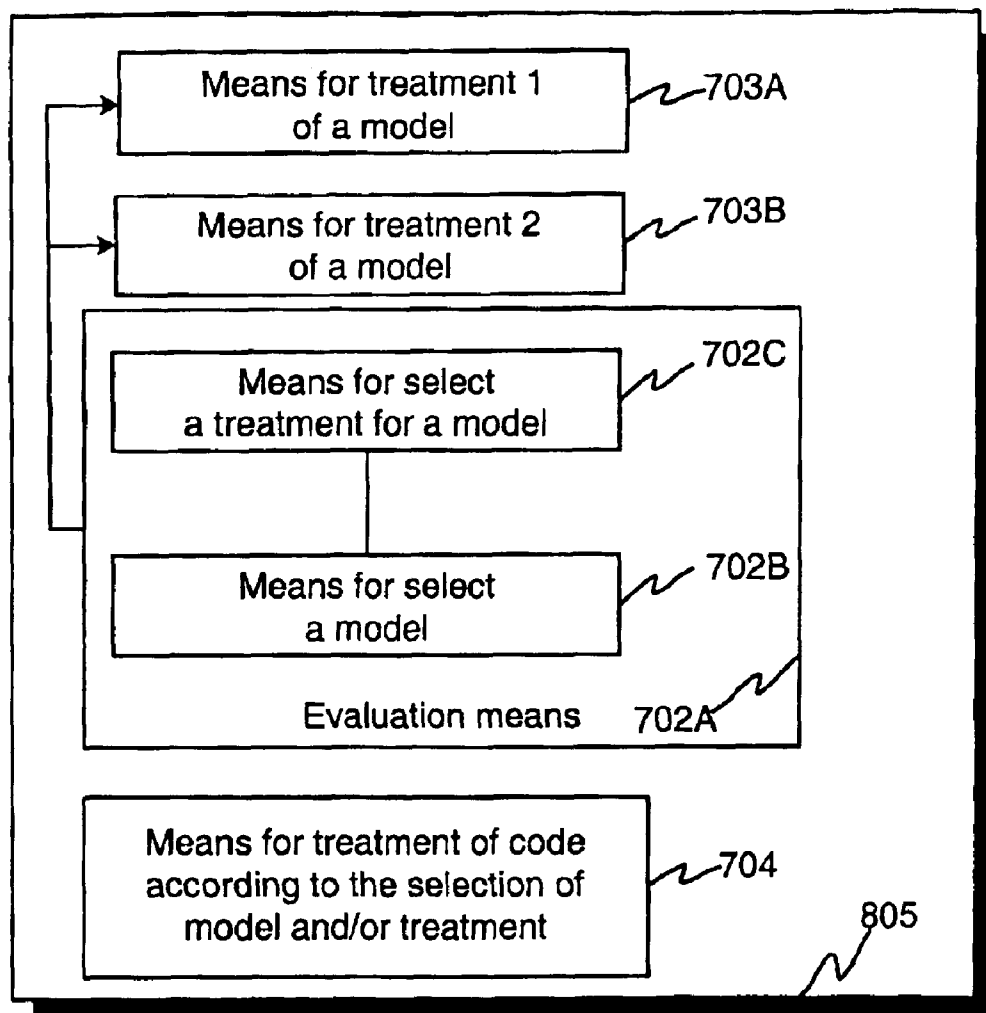 Means for treatment 1
of a model
703A
Means for treatment 2
of a model
703B
Means for select
a treatment for a model
702C
Means for select
a model
702B
Evaluation means
702A
Means for treatment of code
according to the selection of
model and/or treatment
704
805